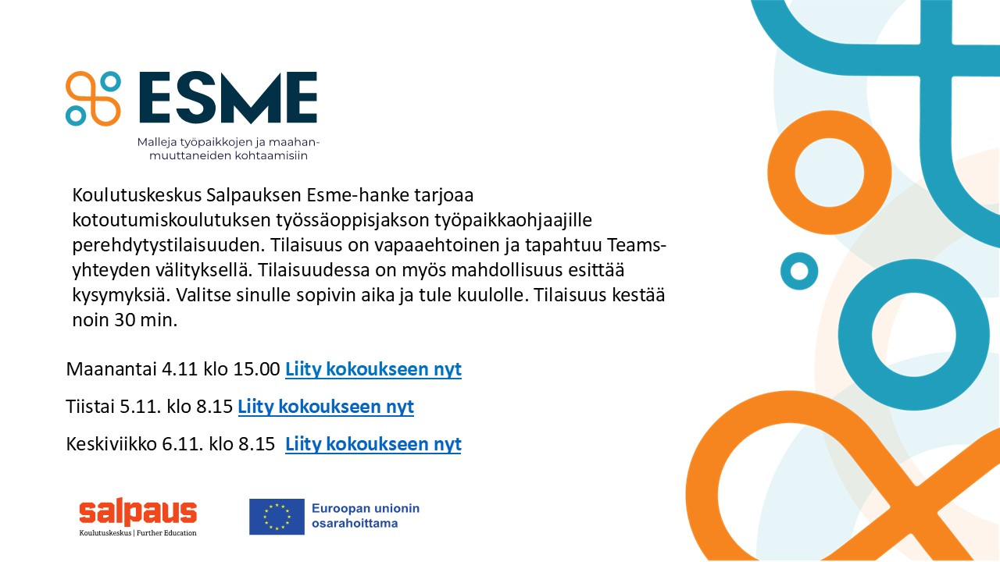 ESME
Malleja työpaikkojen ja maahan-
muuttaneiden kohtaamisiin
Koulutuskeskus Salpauksen Esme-hanke tarjoaa
kotoutumiskoulutuksen työssäoppisjakson työpaikkaohjaajille
perehdytystilaisuuden. Tilaisuus on vapaaehtoinen ja tapahtuu Teams-
yhteyden välityksellä. Tilaisuudessa on myös mahdollisuus esittää
kysymyksiä. Valitse sinulle sopivin aika ja tule kuulolle. Tilaisuus kestää
noin 30 min.
Maanantai 4.11 klo 15.00 Liity kokoukseen nyt
Tiistai 5.11. klo 8.15 Liity kokoukseen nyt
Keskiviikko 6.11. klo 8.15 Liity kokoukseen nyt
salpaus
Koulutuskeskus | Further Education
Euroopan unionin
osarahoittama